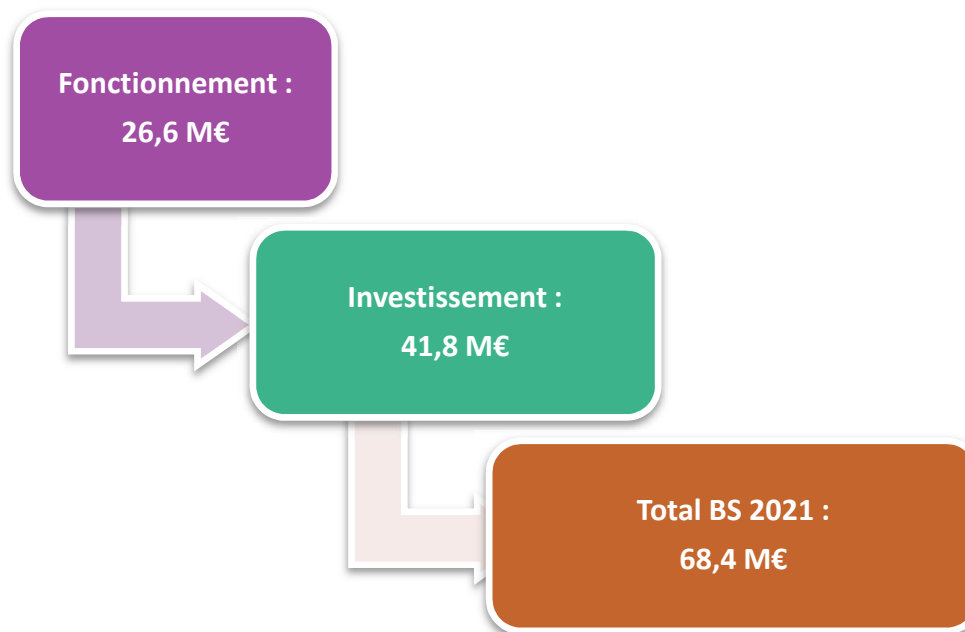 Fonctionnement :
26,6 M€
Investissement :
41,8 M€
Total BS 2021 :
68,4 M€